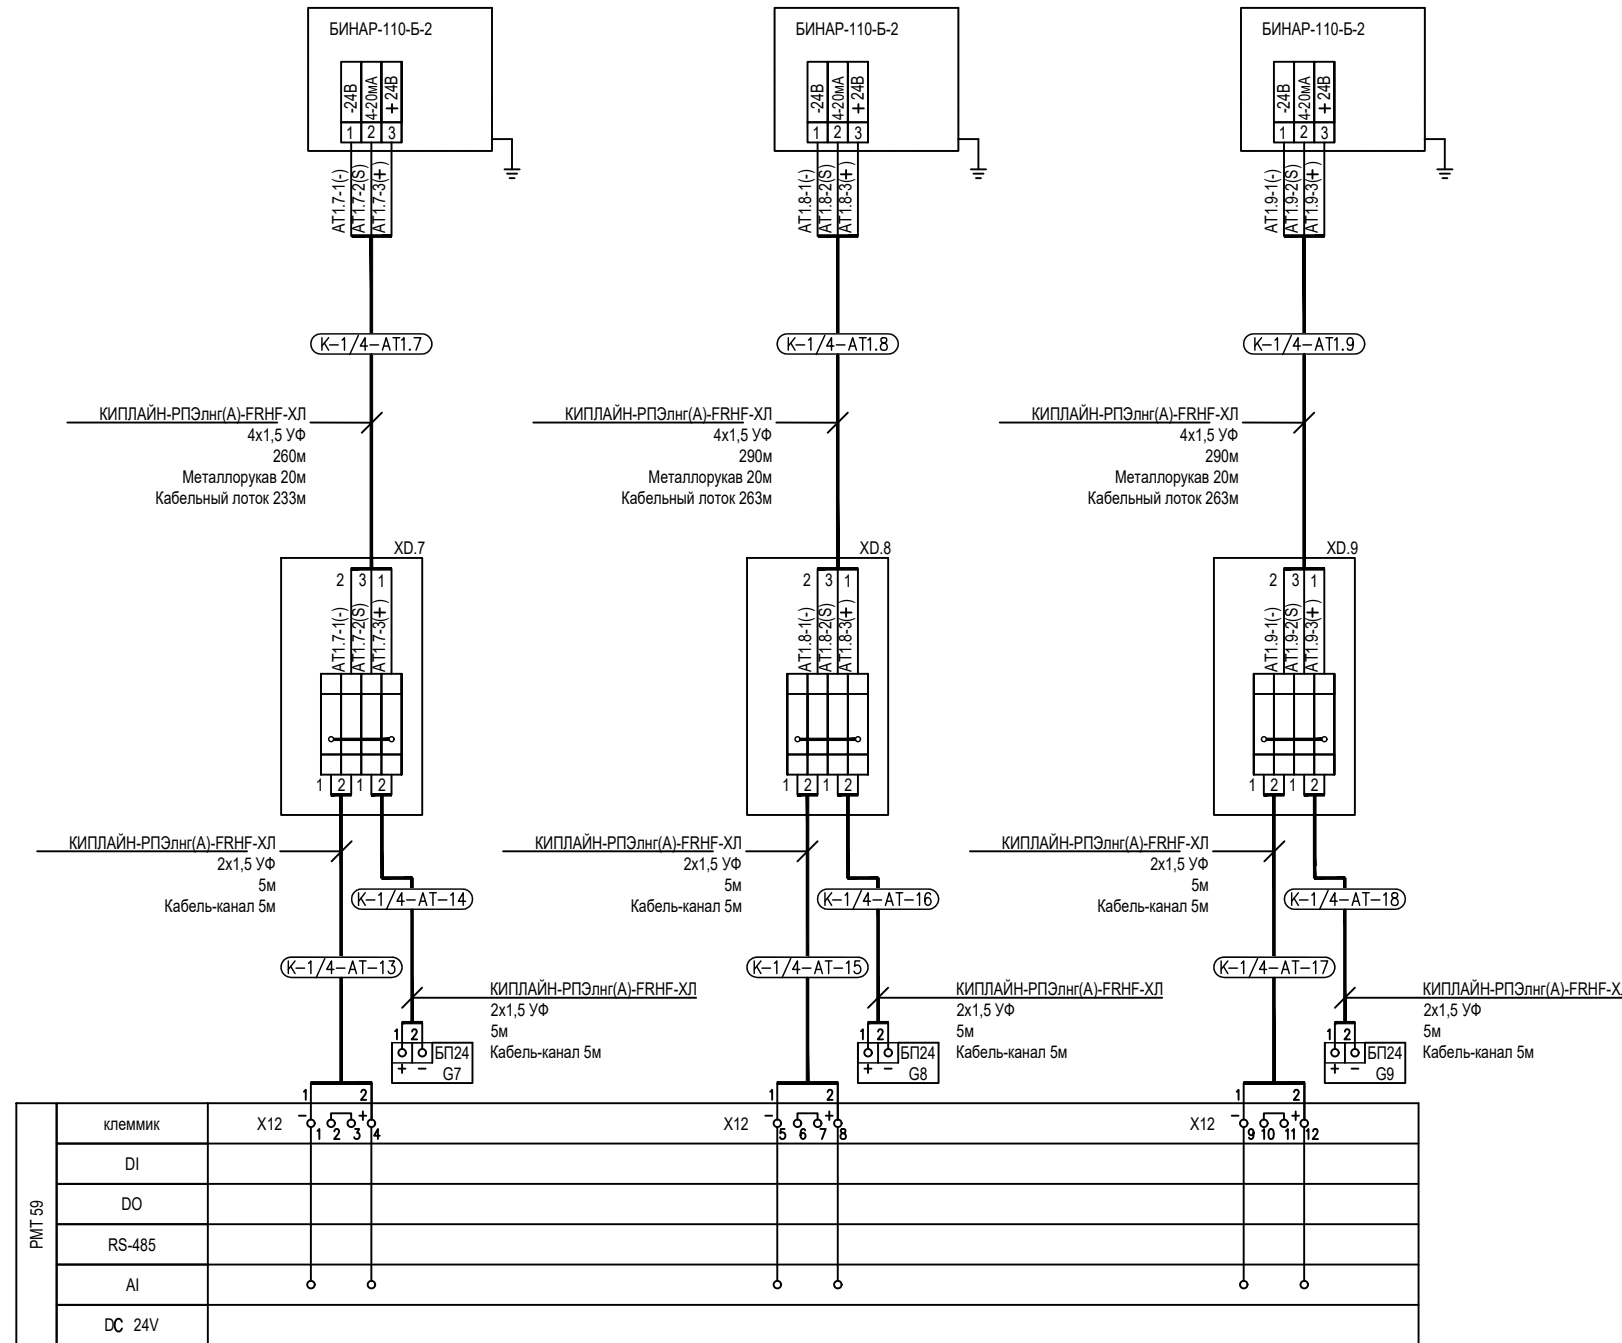 БИНАР-110-Б-2
БИНАР-110-Б-2
БИНАР-110-Б-2
-24В
4-20мА
+24В
-24В
4-20мА
+24В
-24В
4-20мА
+24В
1 2 3
1 2 3
1 2 3
АТ1.7-1(-)
АТ1.7-2(S)
АТ1.7-3(+)
АТ1.8-1(-)
АТ1.8-2(S)
АТ1.8-3(+)
АТ1.9-1(-)
АТ1.9-2(S)
АТ1.9-3(+)
К-1/4-АТ1.7
К-1/4-АТ1.8
К-1/4-АТ1.9
КИПЛАЙН-РПЭлнг(А)-FRHF-ХЛ
4х1,5 УФ
260м
Металлорукав 20м
Кабельный лоток 233м
КИПЛАЙН-РПЭлнг(А)-FRHF-ХЛ
4х1,5 УФ
290м
Металлорукав 20м
Кабельный лоток 263м
КИПЛАЙН-РПЭлнг(А)-FRHF-ХЛ
4х1,5 УФ
290м
Металлорукав 20м
Кабельный лоток 263м
XD.7
XD.8
XD.9
2 3 1
2 3 1
2 3 1
АТ1.7-1(-)
АТ1.7-2(S)
АТ1.7-3(+)
АТ1.8-1(-)
АТ1.8-2(S)
АТ1.8-3(+)
АТ1.9-1(-)
АТ1.9-2(S)
АТ1.9-3(+)
1 2 1 2
1 2 1 2
1 2 1 2
КИПЛАЙН-РПЭлнг(А)-FRHF-ХЛ
2х1,5 УФ
5м
Кабель-канал 5м
КИПЛАЙН-РПЭлнг(А)-FRHF-ХЛ
2х1,5 УФ
5м
Кабель-канал 5м
КИПЛАЙН-РПЭлнг(А)-FRHF-ХЛ
2х1,5 УФ
5м
Кабель-канал 5м
К-1/4-АТ-14
К-1/4-АТ-16
К-1/4-АТ-18
К-1/4-АТ-13
К-1/4-АТ-15
К-1/4-АТ-17
КИПЛАЙН-РПЭлнг(А)-FRHF-ХЛ
2х1,5 УФ
5м
Кабель-канал 5м
КИПЛАЙН-РПЭлнг(А)-FRHF-ХЛ
2х1,5 УФ
5м
Кабель-канал 5м
КИПЛАЙН-РПЭлнг(А)-FRHF-Х
2х1,5 УФ
5м
Кабель-канал 5м
1 2
БП24
+ − G7
1 2
БП24
+ − G8
1 2
БП24
+ − G9
1 2
1 2
1 2
РМТ 59
клеммик
X12
− +
1 2 3 4
X12
− +
5 6 7 8
X12
− +
9 10 11 12
DI
DO
RS-485
AI
DC 24V